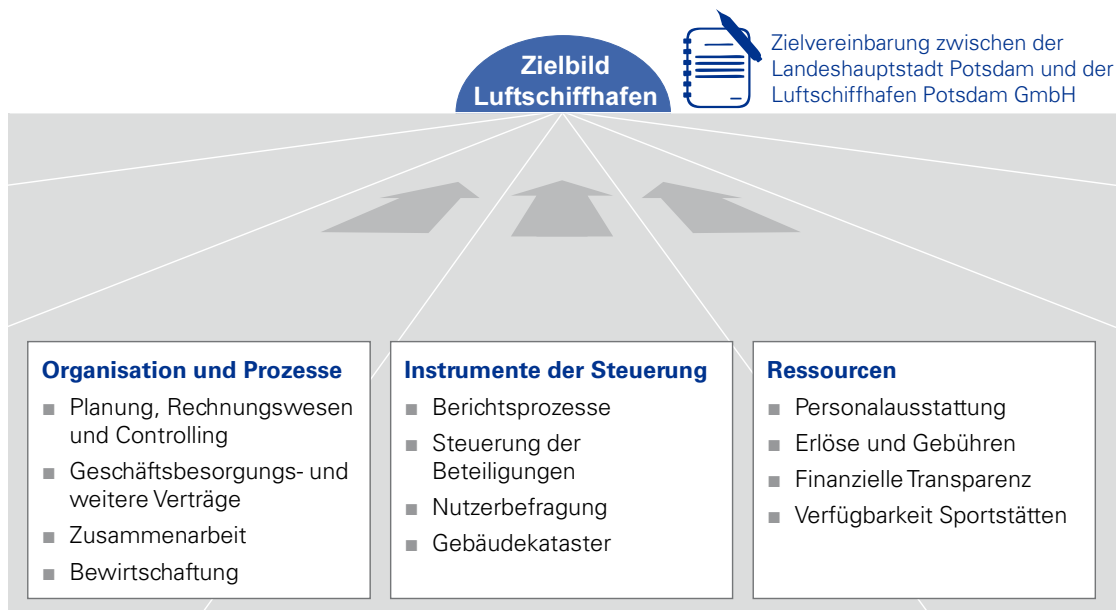 Zielbild
Luftschiffhafen
Zielvereinbarung zwischen der
Landeshauptstadt Potsdam und der
Luftschiffhafen Potsdam GmbH
Organisation und Prozesse
■ Planung, Rechnungswesen
und Controlling
■ Geschäftsbesorgungs- und
weitere Verträge
■ Zusammenarbeit
■ Bewirtschaftung
Instrumente der Steuerung
■ Berichtsprozesse
■ Steuerung der
Beteiligungen
■ Nutzerbefragung
■ Gebäudekataster
Ressourcen
■ Personalausstattung
■ Erlöse und Gebühren
■ Finanzielle Transparenz
■ Verfügbarkeit Sportstätten